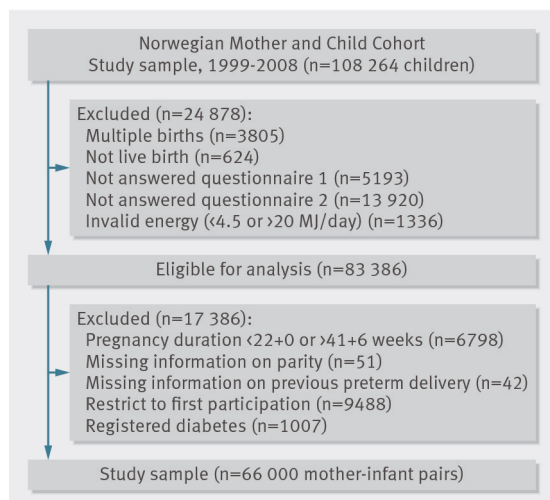 Norwegian Mother and Child Cohort
Study sample, 1999-2008 (n=108 264 children)
Excluded (n=24 878):
Multiple births (n=3805)
Not live birth (n=624)
Not answered questionnaire 1 (n=5193)
Not answered questionnaire 2 (n=13 920)
Invalid energy (<4.5 or >20 MJ/day) (n=1336)
Eligible for analysis (n=83 386)
Excluded (n=17 386):
Pregnancy duration <22+0 or >41+6 weeks (n=6798)
Missing information on parity (n=51)
Missing information on previous preterm delivery (n=42)
Restrict to first participation (n=9488)
Registered diabetes (n=1007)
Study sample (n=66 000 mother-infant pairs)